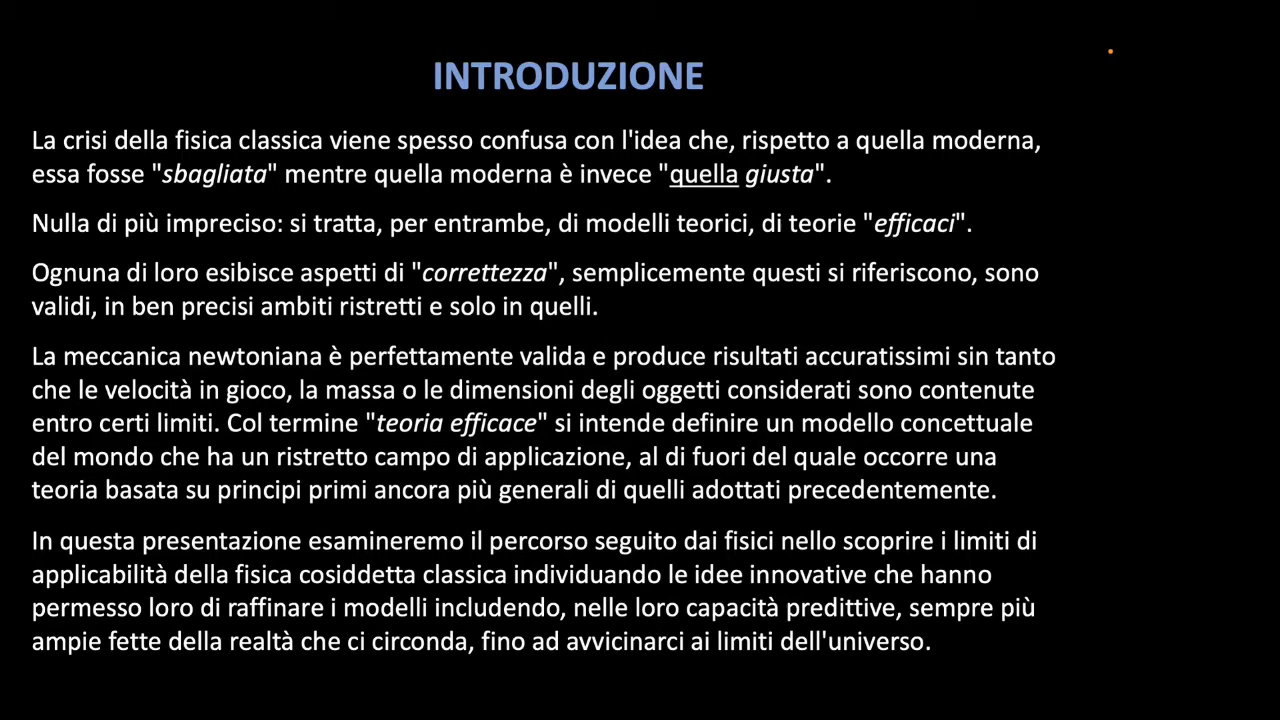 INTRODUZIONE
La crisi della fisica classica viene spesso confusa con l'idea che, rispetto a quella moderna,
essa fosse "sbagliata" mentre quella moderna è invece "quella giusta".
Nulla di più impreciso: si tratta, per entrambe, di modelli teorici, di teorie "efficaci".
Ognuna di loro esibisce aspetti di "correttezza", semplicemente questi si riferiscono, sono
validi, in ben precisi ambiti ristretti e solo in quelli.
La meccanica newtoniana è perfettamente valida e produce risultati accuratissimi sin tanto
che le velocità in gioco, la massa o le dimensioni degli oggetti considerati sono contenute
entro certi limiti. Col termine "teoria efficace" si intende definire un modello concettuale
del mondo che ha un ristretto campo di applicazione, al di fuori del quale occorre una
teoria basata su principi primi ancora più generali di quelli adottati precedentemente.
In questa presentazione esamineremo il percorso seguito dai fisici nello scoprire i limiti di
applicabilità della fisica cosiddetta classica individuando le idee innovative che hanno
permesso loro di raffinare i modelli includendo, nelle loro capacità predittive, sempre più
ampie fette della realtà che ci circonda, fino ad avvicinarci ai limiti dell'universo.